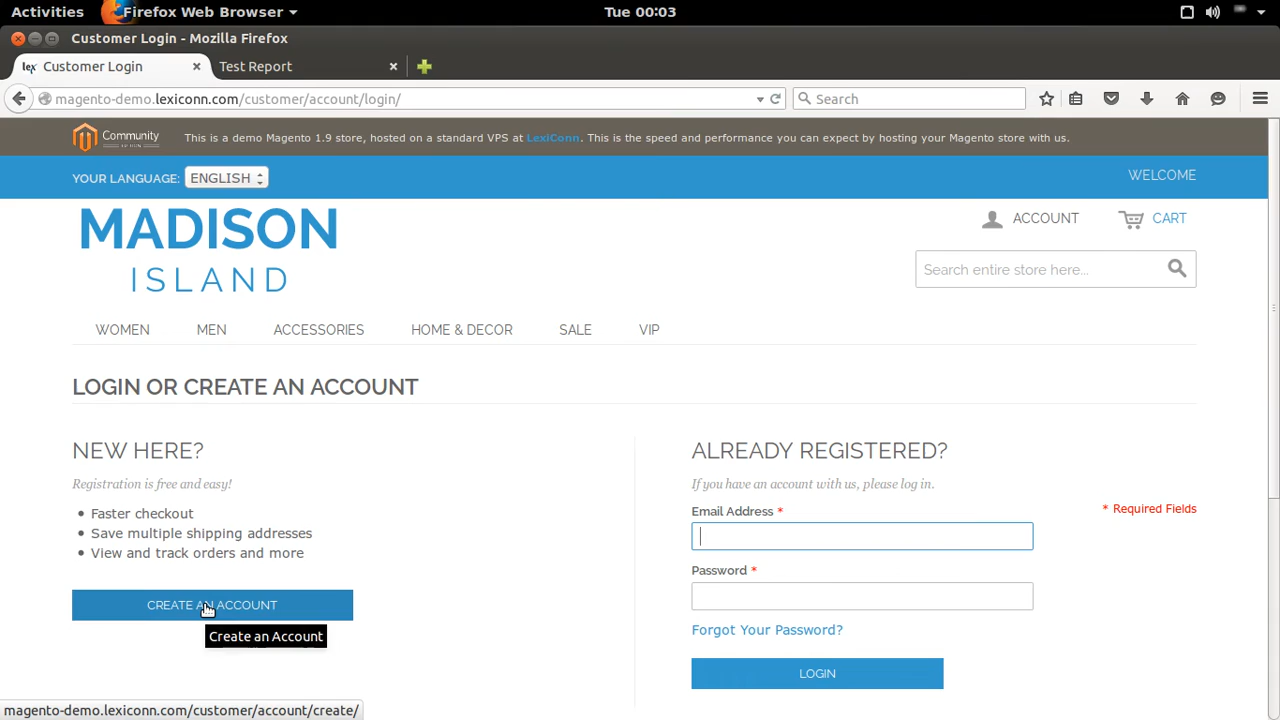 Activities Firefox Web Browser Tue 00:03
Customer Login - Mozilla Firefox
lex Customer Login Test Report
magento-demo.lexiconn.com/customer/account/login/ Search
Community This is a demo Magento 1.9 store, hosted on a standard VPS at LexiConn. This is the speed and performance you can expect by hosting your Magento store with us.
YOUR LANGUAGE: ENGLISH WELCOME
MADISON
ISLAND
ACCOUNT CART
Search entire store here...
WOMEN MEN ACCESSORIES HOME & DECOR SALE VIP
LOGIN OR CREATE AN ACCOUNT
NEW HERE?
Registration is free and easy!
Faster checkout
Save multiple shipping addresses
View and track orders and more
CREATE AN ACCOUNT
Create an Account
ALREADY REGISTERED?
If you have an account with us, please log in.
Email Address *
* Required Fields
Password *
Forgot Your Password?
LOGIN
magento-demo.lexiconn.com/customer/account/create/